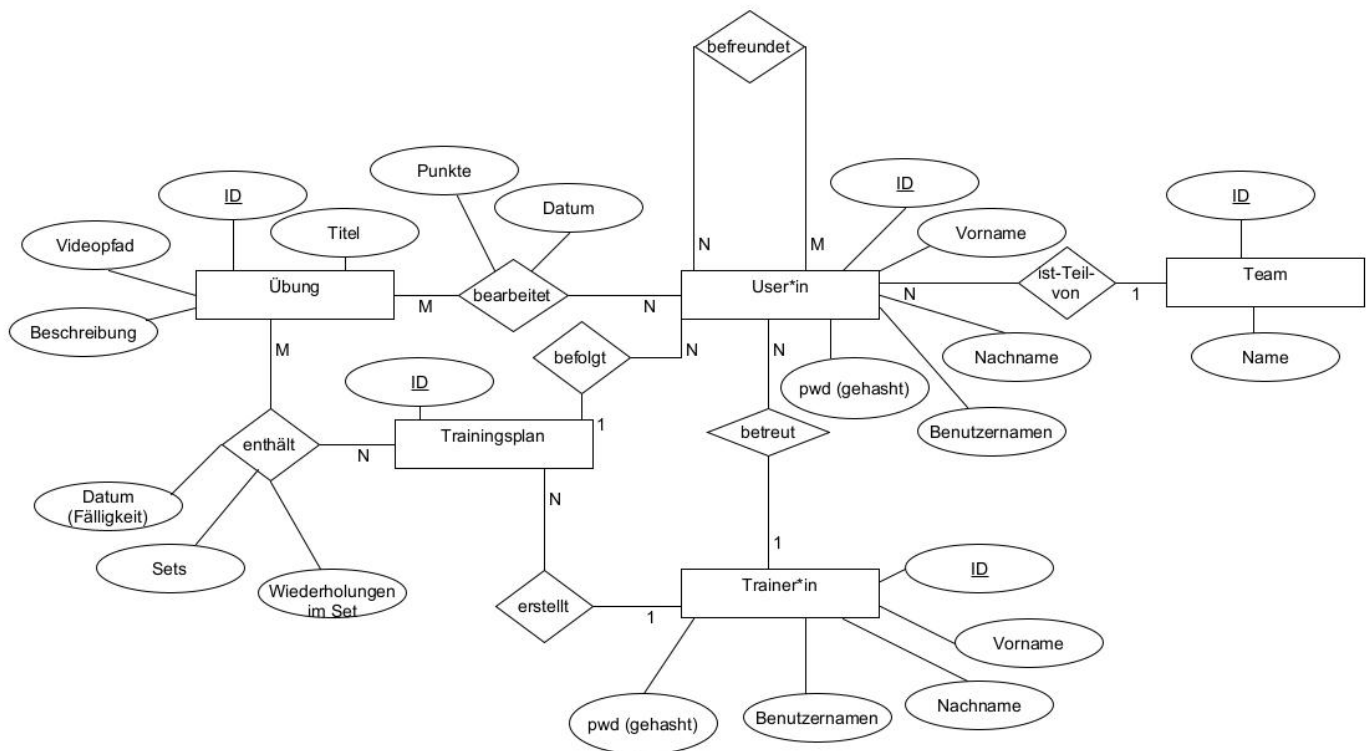 befreundet
Punkte
ID
ID
ID
Datum
Vorname
Titel
Videopfad
Übung
bearbeitet
User*in
ist-Teil-
von
Team
N
M
M
N
N
1
Beschreibung
M
befolgt
N
N
Nachname
Name
ID
pwd (gehasht)
1
Trainingsplan
betreut
Benutzernamen
enthält
N
Datum
(Fälligkeit)
N
Sets
1
Wiederholungen
im Set
Trainer*in
ID
erstellt
1
Vorname
Nachname
pwd (gehasht)
Benutzernamen